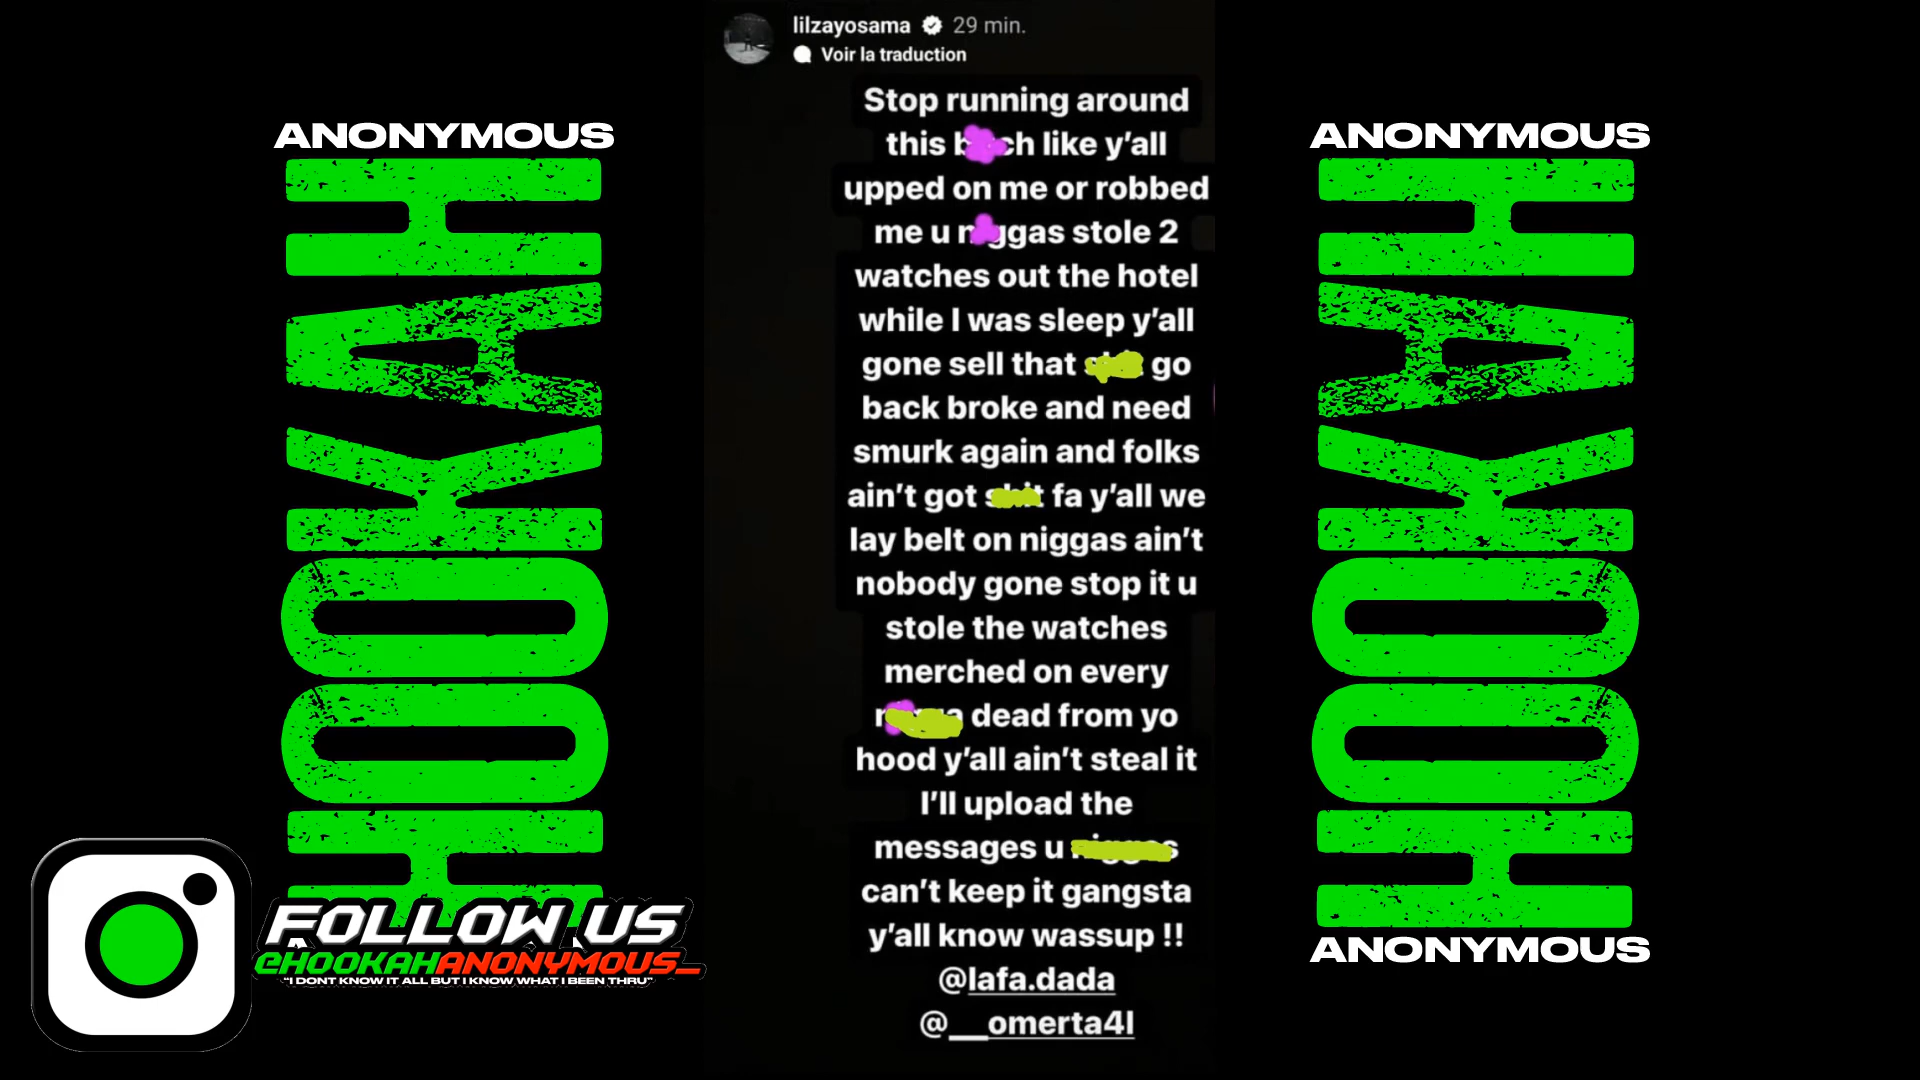 ANONYMOUS
HOOKAH
ANONYMOUS
HOOKAH
ANONYMOUS
lilzayosama 29 min.
Voir la traduction
Stop running around
this b ch like y’all
upped on me or robbed
me u niggas stole 2
watches out the hotel
while I was sleep y’all
gone sell that go
back broke and need
smurk again and folks
ain’t got shit fa y’all we
lay belt on niggas ain’t
nobody gone stop it u
stole the watches
merched on every
dead from yo
hood y’all ain’t steal it
I’ll upload the
messages u niggas
can’t keep it gangsta
y’all know wassup !!
@lafa.dada
@__omerta4l
FOLLOW US
@HOOKAHANONYMOUS_
“I DONT KNOW IT ALL BUT I KNOW WHAT I BEEN THRU”